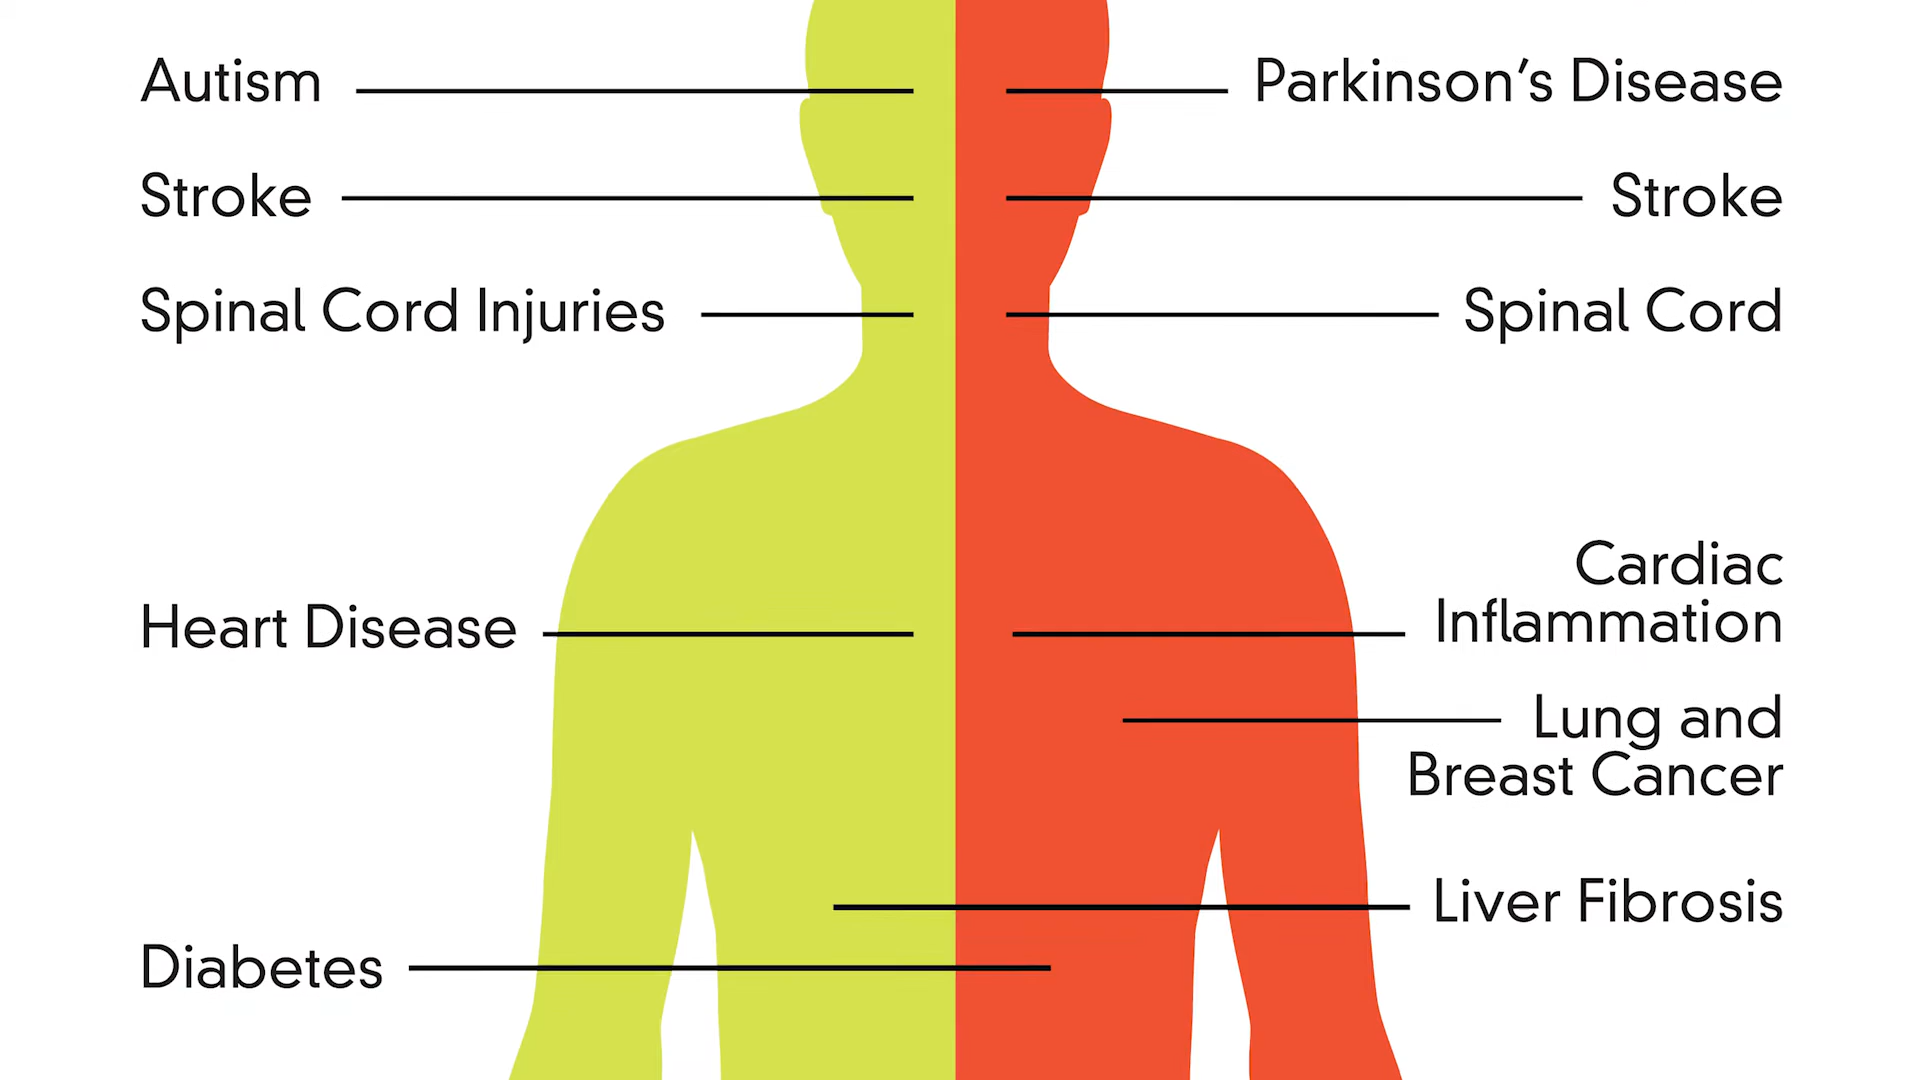 Autism
Stroke
Spinal Cord Injuries
Heart Disease
Diabetes
Parkinson’s Disease
Stroke
Spinal Cord
Cardiac
Inflammation
Lung and
Breast Cancer
Liver Fibrosis